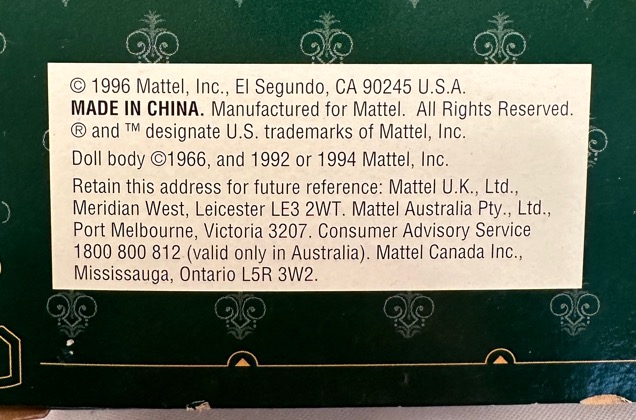 © 1996 Mattel, Inc., El Segundo, CA 90245 U.S.A.
MADE IN CHINA. Manufactured for Mattel. All Rights Reserved.
® and ™ designate U.S. trademarks of Mattel, Inc.
Doll body ©1966, and 1992 or 1994 Mattel, Inc.
Retain this address for future reference: Mattel U.K., Ltd.,
Meridian West, Leicester LE3 2WT. Mattel Australia Pty., Ltd.,
Port Melbourne, Victoria 3207. Consumer Advisory Service
1800 800 812 (valid only in Australia). Mattel Canada Inc.,
Mississauga, Ontario L5R 3W2.